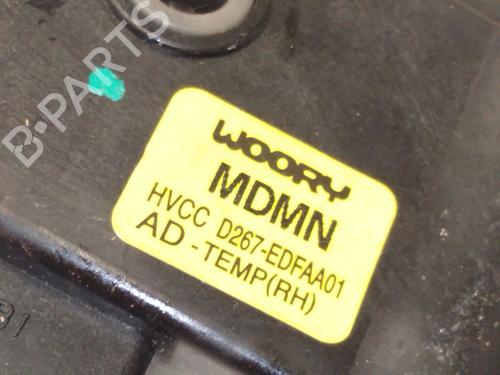 B-PARTS
WOORY
MDMN
HVCC D267-EDFAA01
AD - TEMP(RH)